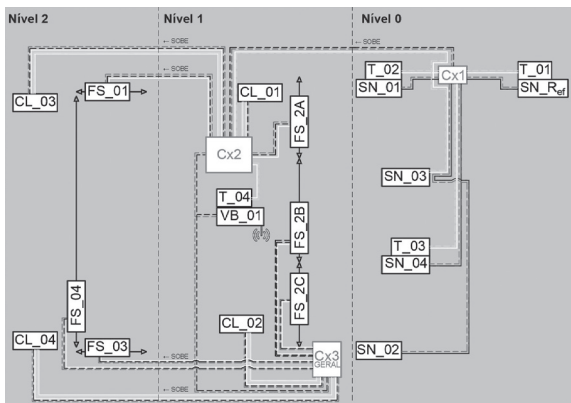 Nível 2
Nível 1
Nível 0
← SOBE
← SOBE
CL_03
FS_01
CL_01
FS_2A
Cx2
T_04
VB_01
FS_2B
FS_2C
FS_04
CL_04
FS_03
CL_02
Cx3
GERAL
← SOBE
← SOBE
T_02
SN_01
Cx1
T_01
SN_Ref
SN_03
T_03
SN_04
SN_02